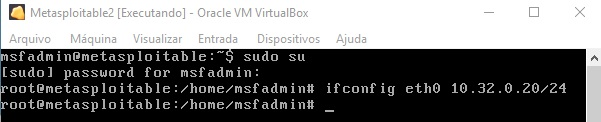 Metasploitable2 [Executando] - Oracle VM VirtualBox
Arquivo Máquina Visualizar Entrada Dispositivos Ajuda
msfadmin@metasploitable:~$ sudo su
[sudo] password for msfadmin:
root@metasploitable:/home/msfadmin# ifconfig eth0 10.32.0.20/24
root@metasploitable:/home/msfadmin# _